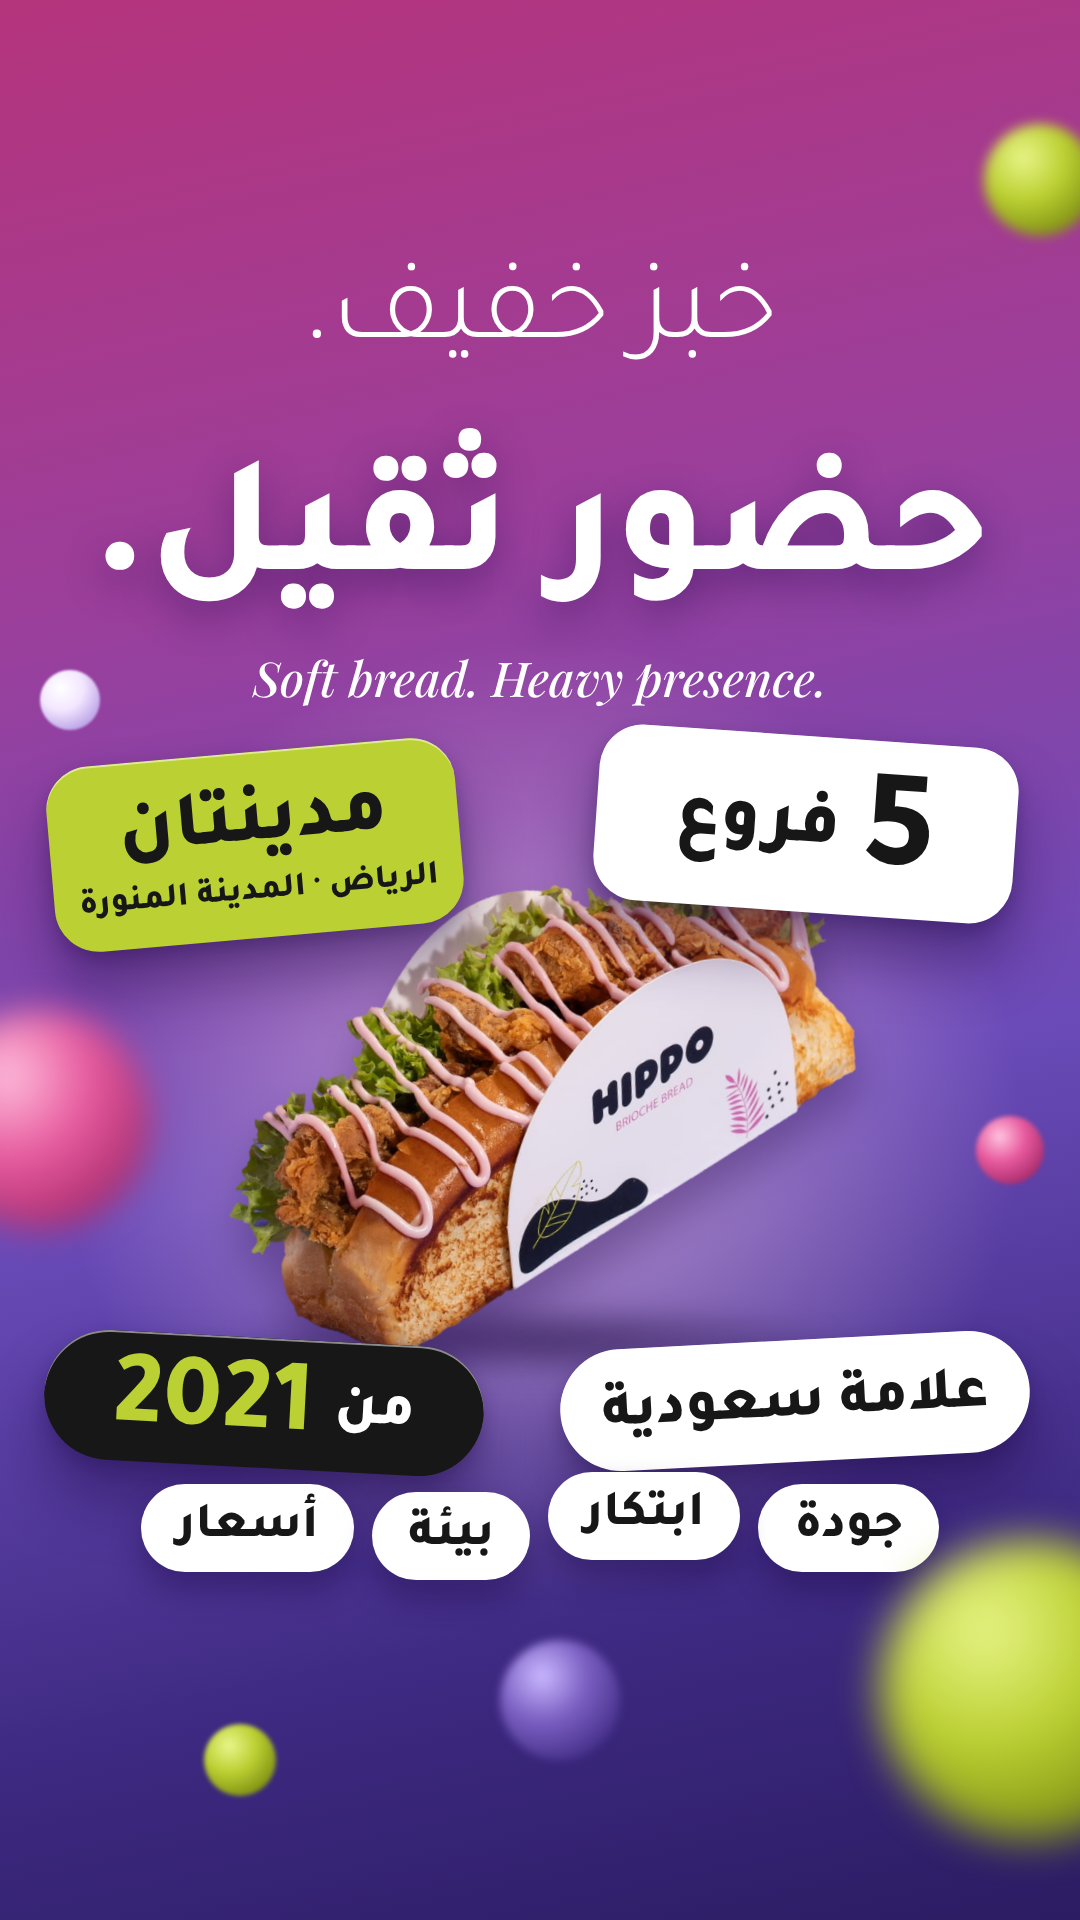 خبز خفيف.
حضور ثقيل.
Soft bread. Heavy presence.
5 فروع
مدينتان
الرياض · المدينة المنورة
HIPPO
BRIOCHE BREAD
علامة سعودية
من 2021
جودة
ابتكار
بيئة
أسعار